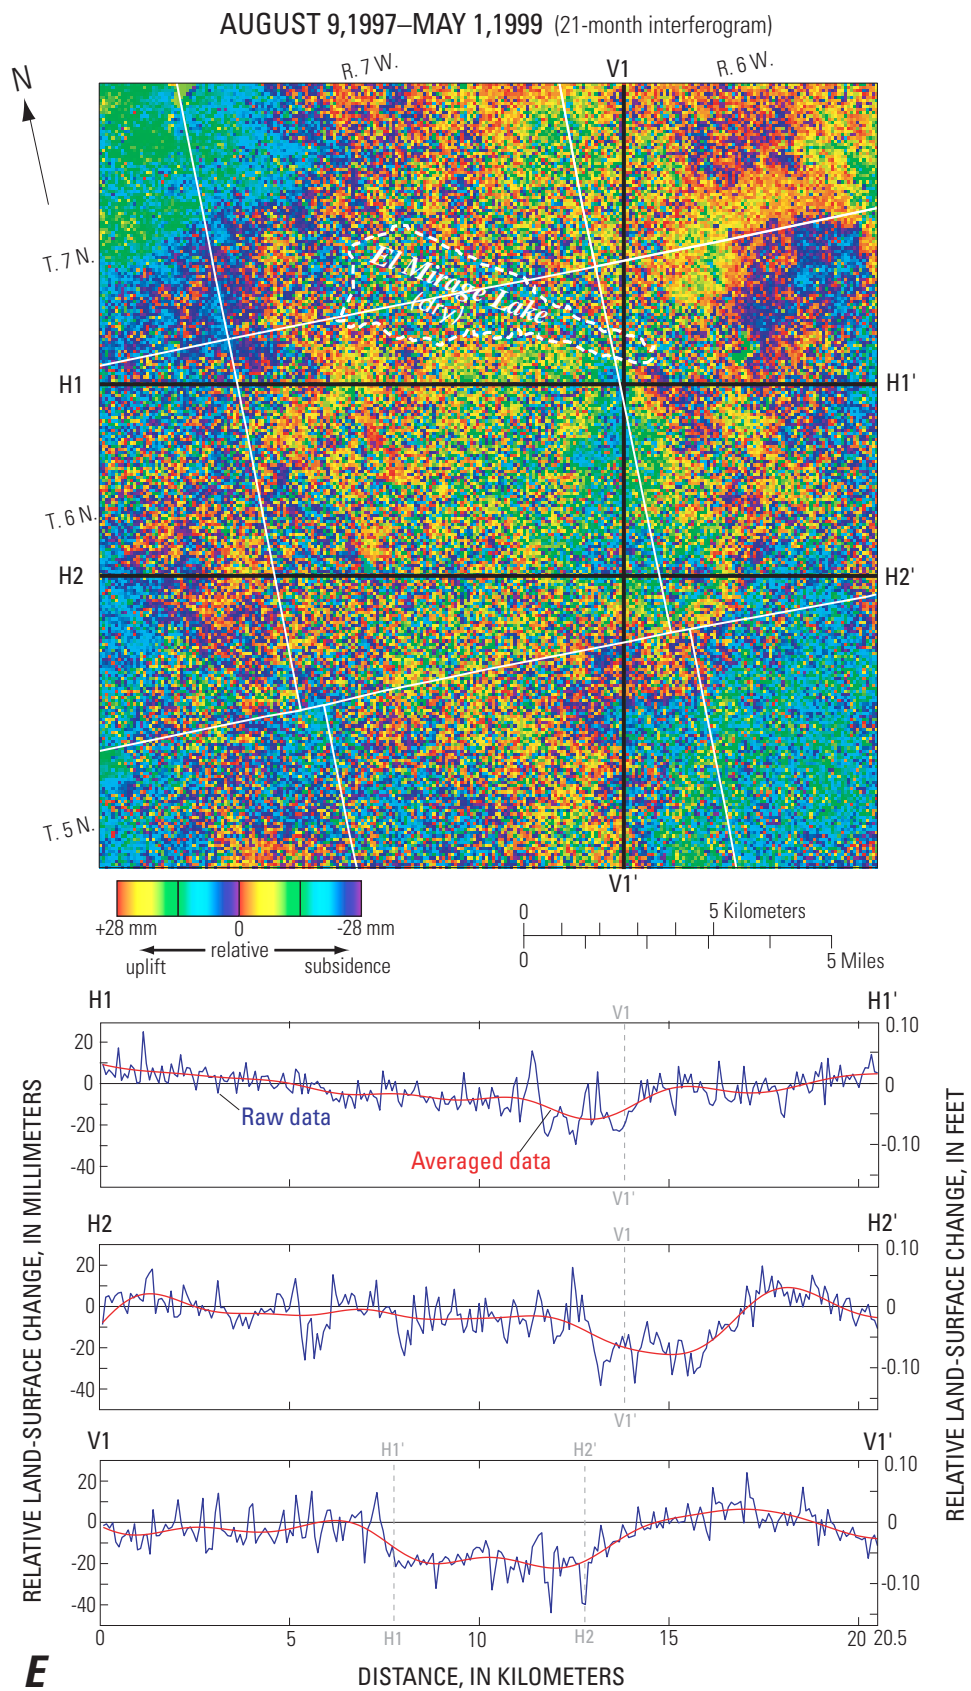 AUGUST 9,1997–MAY 1,1999 (21-month interferogram)
N
R. 7 W.
V1
R. 6 W.
T. 7 N.
El Mirage Lake
(dry)
H1
H1'
T. 6 N.
H2
H2'
T. 5 N.
V1'
+28 mm
0
-28 mm
relative
uplift
subsidence
0
5 Kilometers
0
5 Miles
H1
V1
H1'
20
0
-20
-40
0.10
0
-0.10
Raw data
Averaged data
V1'
H2
V1
H2'
20
0
-20
-40
0.10
0
-0.10
V1'
V1
H1'
H2'
V1'
20
0
-20
-40
0.10
0
-0.10
0
5
H1
10
H2
15
20
20.5
RELATIVE LAND-SURFACE CHANGE, IN MILLIMETERS
RELATIVE LAND-SURFACE CHANGE, IN FEET
E
DISTANCE, IN KILOMETERS